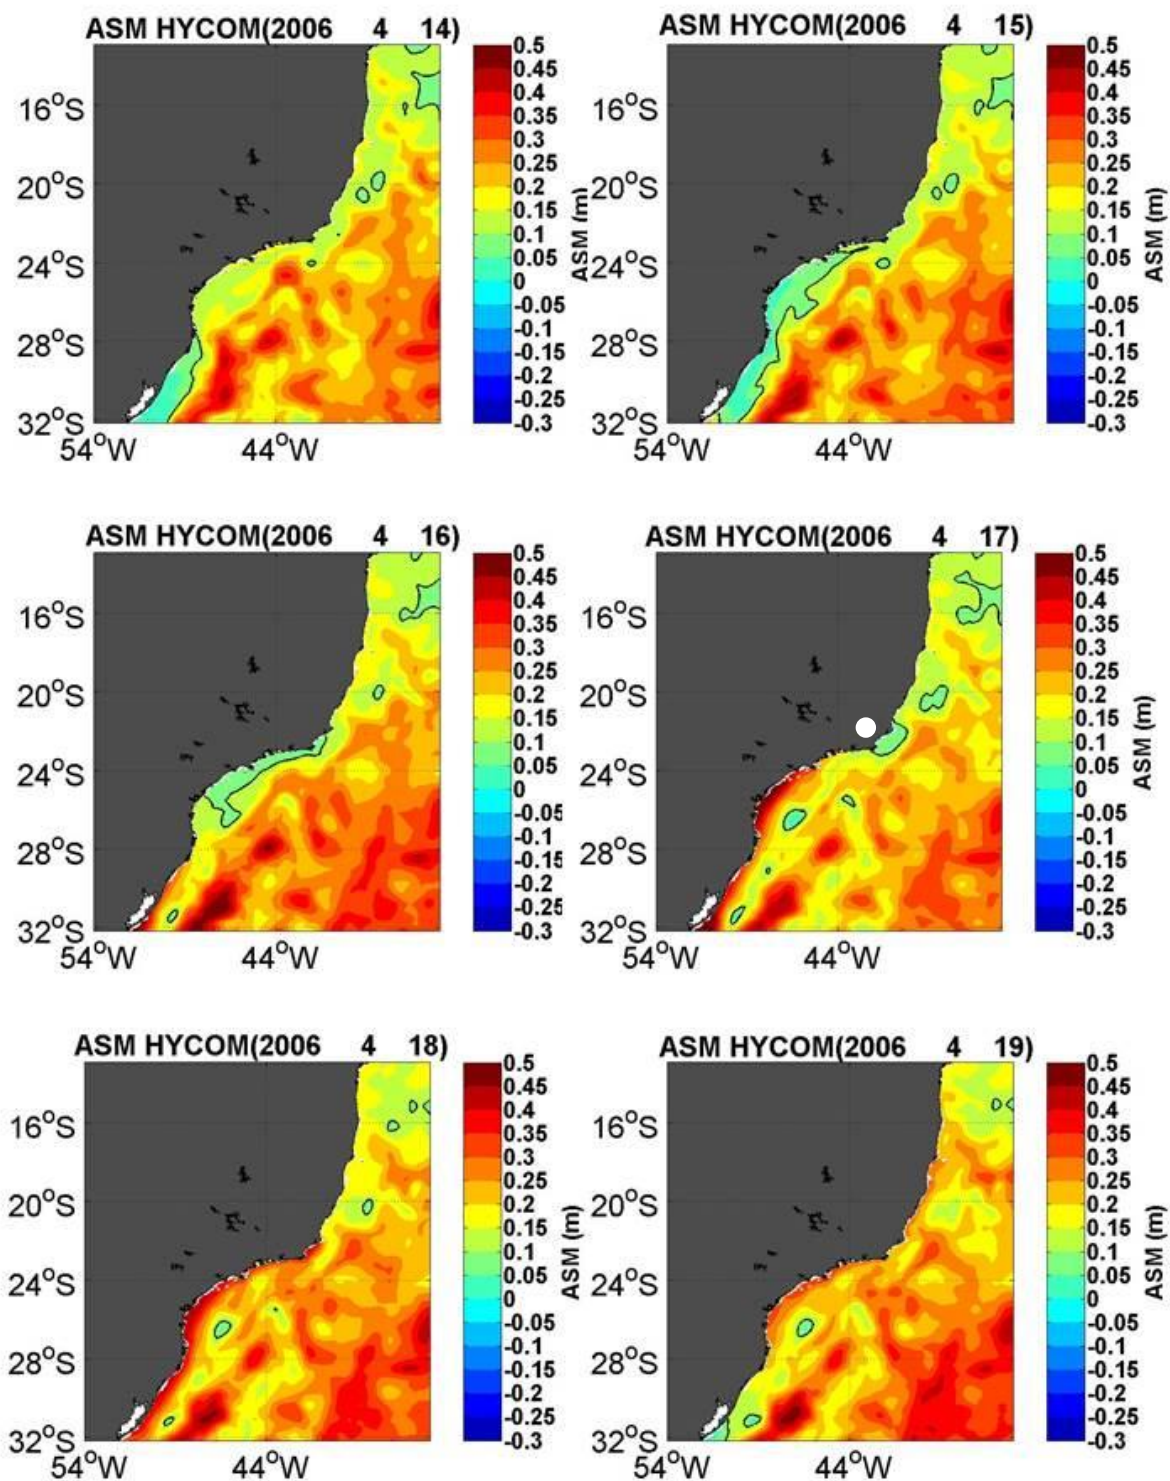 ASM HYCOM(2006 4 14)
16°S
20°S
24°S
28°S
32°S
54°W
44°W
0.5
0.45
0.4
0.35
0.3
0.25
0.2
0.15
0.1
0.05
0
-0.05
-0.1
-0.15
-0.2
-0.25
-0.3
ASM (m)
ASM HYCOM(2006 4 15)
16°S
20°S
24°S
28°S
32°S
54°W
44°W
0.5
0.45
0.4
0.35
0.3
0.25
0.2
0.15
0.1
0.05
0
-0.05
-0.1
-0.15
-0.2
-0.25
-0.3
ASM (m)
ASM HYCOM(2006 4 16)
16°S
20°S
24°S
28°S
32°S
54°W
44°W
0.5
0.45
0.4
0.35
0.3
0.25
0.2
0.15
0.1
0.05
0
-0.05
-0.1
-0.15
-0.2
-0.25
-0.3
ASM HYCOM(2006 4 17)
16°S
20°S
24°S
28°S
32°S
54°W
44°W
0.5
0.45
0.4
0.35
0.3
0.25
0.2
0.15
0.1
0.05
0
-0.05
-0.1
-0.15
-0.2
-0.25
-0.3
ASM (m)
ASM HYCOM(2006 4 18)
16°S
20°S
24°S
28°S
32°S
54°W
44°W
0.5
0.45
0.4
0.35
0.3
0.25
0.2
0.15
0.1
0.05
0
-0.05
-0.1
-0.15
-0.2
-0.25
-0.3
ASM (m)
ASM HYCOM(2006 4 19)
16°S
20°S
24°S
28°S
32°S
54°W
44°W
0.5
0.45
0.4
0.35
0.3
0.25
0.2
0.15
0.1
0.05
0
-0.05
-0.1
-0.15
-0.2
-0.25
-0.3
ASM (m)